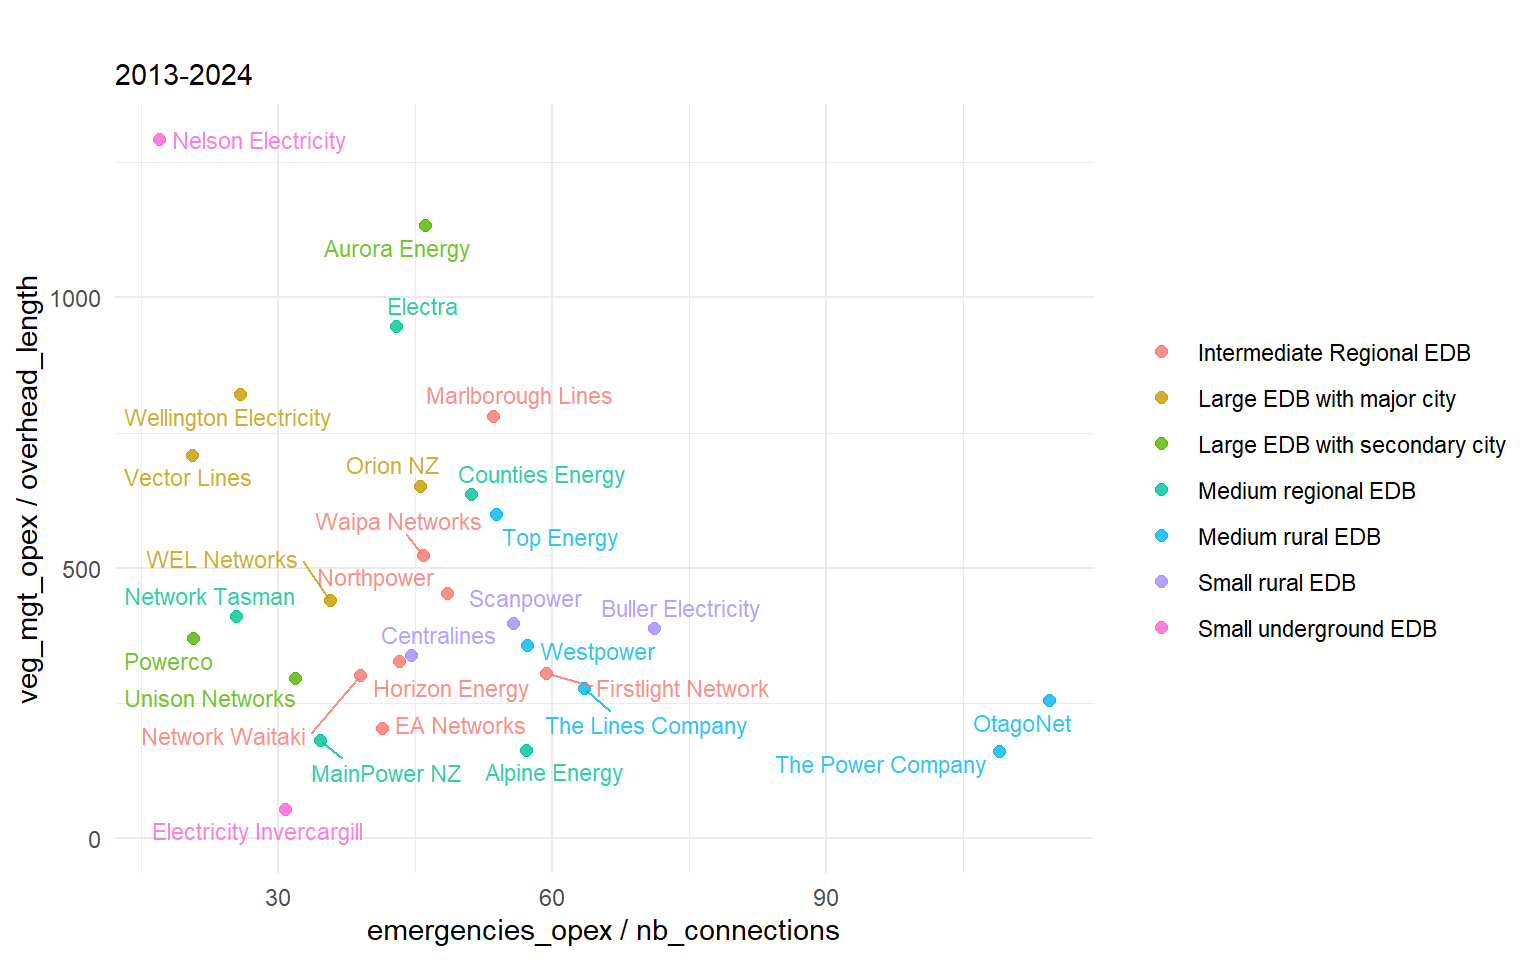 2013-2024
Nelson Electricity
Aurora Energy
1000
Electra
Marlborough Lines
Wellington Electricity
Orion NZ
Counties Energy
Vector Lines
Waipa Networks
Top Energy
WEL Networks
500
Northpower
Network Tasman
Scanpower
Buller Electricity
Centralines
Westpower
Powerco
Horizon Energy
Firstlight Network
Unison Networks
OtagoNet
EA Networks
The Lines Company
Network Waitaki
The Power Company
MainPower NZ
Alpine Energy
Electricity Invercargill
0
30
60
90
emergencies_opex / nb_connections
veg_mgt_opex / overhead_length
Intermediate Regional EDB
Large EDB with major city
Large EDB with secondary city
Medium regional EDB
Medium rural EDB
Small rural EDB
Small underground EDB